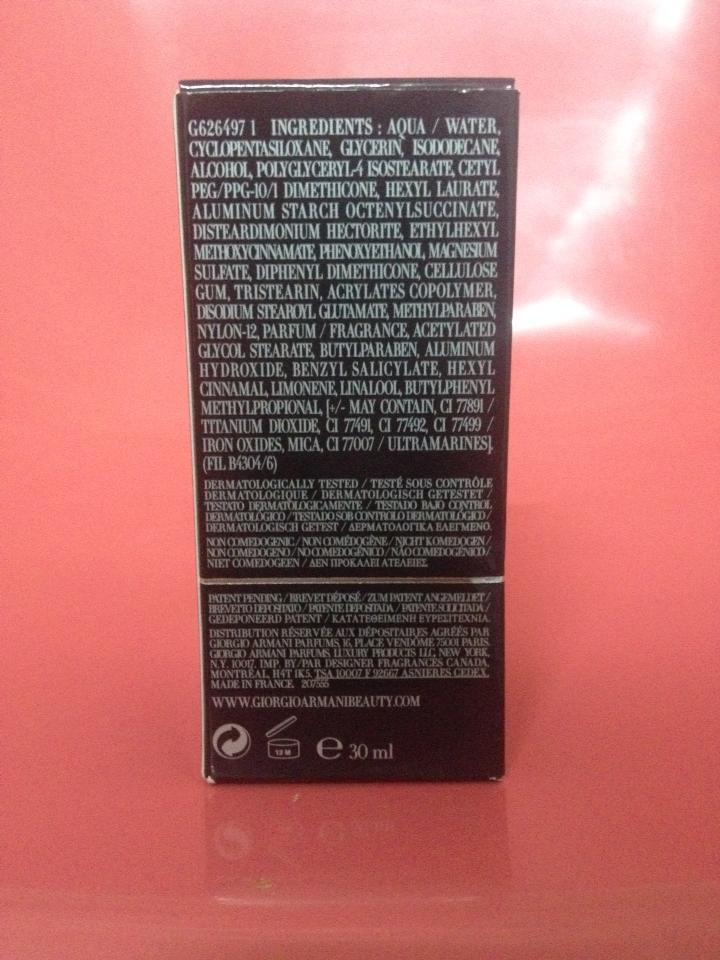 G626497 1 INGREDIENTS : AQUA / WATER,
CYCLOPENTASILOXANE, GLYCERIN, ISODODECANE,
ALCOHOL, POLYGLYCERYL-4 ISOSTEARATE, CETYL
PEG/PPG-10/1 DIMETHICONE, HEXYL LAURATE,
ALUMINUM STARCH OCTENYLSUCCINATE,
DISTEARDIMONIUM HECTORITE, ETHYLHEXYL
METHOXYCINNAMATE, PHENOXYETHANOL, MAGNESIUM
SULFATE, DIPHENYL DIMETHICONE, CELLULOSE
GUM, TRISTEARIN, ACRYLATES COPOLYMER,
DISODIUM STEAROYL GLUTAMATE, METHYLPARABEN,
NYLON-12, PARFUM / FRAGRANCE, ACETYLATED
GLYCOL STEARATE, BUTYLPARABEN, ALUMINUM
HYDROXIDE, BENZYL SALICYLATE, HEXYL
CINNAMAL, LIMONENE, LINALOOL, BUTYLPHENYL
METHYLPROPIONAL, [+/- MAY CONTAIN, CI 77891 /
TITANIUM DIOXIDE, CI 77491, CI 77492, CI 77499 /
IRON OXIDES, MICA, CI 77007 / ULTRAMARINES].
(FIL B4304/6)
DERMATOLOGICALLY TESTED / TESTÉ SOUS CONTRÔLE
DERMATOLOGIQUE / DERMATOLOGISCH GETESTET /
TESTATO DERMATOLOGICAMENTE / TESTADO BAJO CONTROL
DERMATOLÓGICO / TESTADO SOB CONTROLO DERMATOLÓGICO /
DERMATOLOGISCH GETEST / ΔΕΡΜΑΤΟΛΟΓΙΚΑ ΕΛΕΓΜΕΝΟ.
NON COMEDOGENIC / NON COMÉDOGÈNE / NICHT KOMEDOGEN /
NON COMEDOGENO / NO COMEDOGÉNICO / NÃO COMEDOGÉNICO /
NIET COMEDOGEEN / ΔΕΝ ΠΡΟΚΑΛΕΙ ΑΤΕΛΕΙΕΣ.
PATENT PENDING / BREVET DÉPOSÉ / ZUM PATENT ANGEMELDET /
BREVETTO DEPOSITATO / PATENTE DEPOSITADA / PATENTE SOLICITADA /
GEDEPONEERD PATENT / ΚΑΤΑΤΕΘΕΙΜΕΝΗ ΕΥΡΕΣΙΤΕΧΝΙΑ.
DISTRIBUTION RÉSERVÉE AUX DÉPOSITAIRES AGRÉÉS PAR
GIORGIO ARMANI PARFUMS, 16, PLACE VENDÔME 75001 PARIS.
GIORGIO ARMANI PARFUMS, LUXURY PRODUCTS LLC, NEW YORK,
N.Y. 10017. IMP. BY/PAR DESIGNER FRAGRANCES CANADA,
MONTRÉAL, H4T 1K5. TSA 10007 F 92667 ASNIERES CEDEX.
MADE IN FRANCE. 207555
WWW.GIORGIOARMANIBEAUTY.COM
12 M
e 30 ml